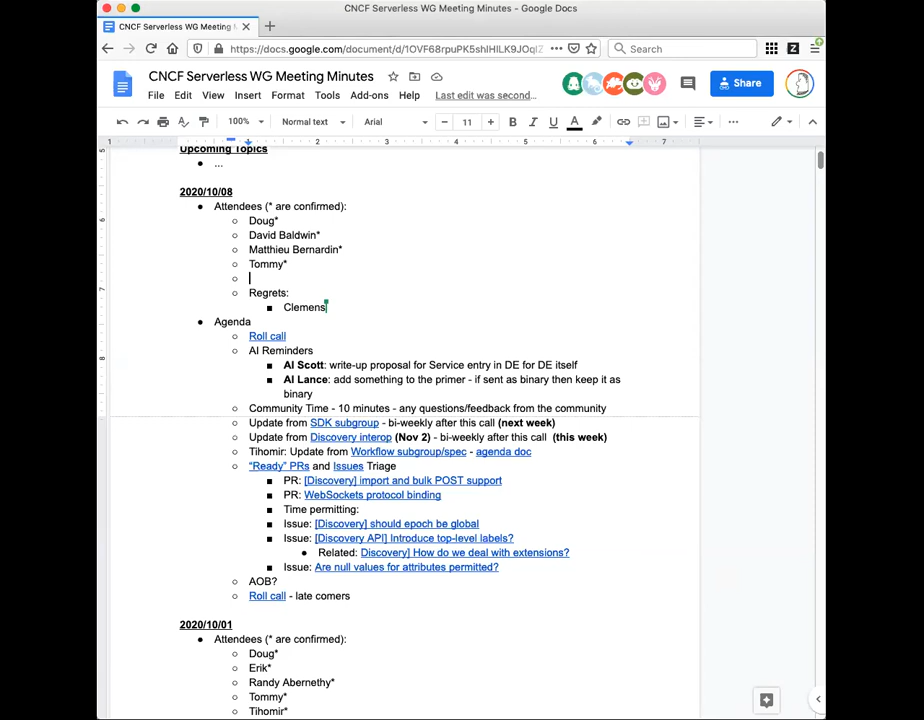 CNCF Serverless WG Meeting Minutes - Google Docs
CNCF Serverless WG Meeting Minutes
https://docs.google.com/document/d/1OVF68rpuPK5shIHILK9JOqlZ
Search
CNCF Serverless WG Meeting Minutes
Share
File Edit View Insert Format Tools Add-ons Help Last edit was second...
100% Normal text Arial 11 B I U A
1 1 2 3 4 5 6 7
Upcoming Topics
...
2020/10/08
Attendees (* are confirmed):
Doug*
David Baldwin*
Matthieu Bernardin*
Tommy*
Regrets:
Clemens
Agenda
Roll call
AI Reminders
AI Scott: write-up proposal for Service entry in DE for DE itself
AI Lance: add something to the primer - if sent as binary then keep it as
binary
Community Time - 10 minutes - any questions/feedback from the community
Update from SDK subgroup - bi-weekly after this call (next week)
Update from Discovery interop (Nov 2) - bi-weekly after this call (this week)
Tihomir: Update from Workflow subgroup/spec - agenda doc
“Ready” PRs and Issues Triage
PR: [Discovery] import and bulk POST support
PR: WebSockets protocol binding
Time permitting:
Issue: [Discovery] should epoch be global
Issue: [Discovery API] Introduce top-level labels?
Related: Discovery] How do we deal with extensions?
Issue: Are null values for attributes permitted?
AOB?
Roll call - late comers
2020/10/01
Attendees (* are confirmed):
Doug*
Erik*
Randy Abernethy*
Tommy*
Tihomir*